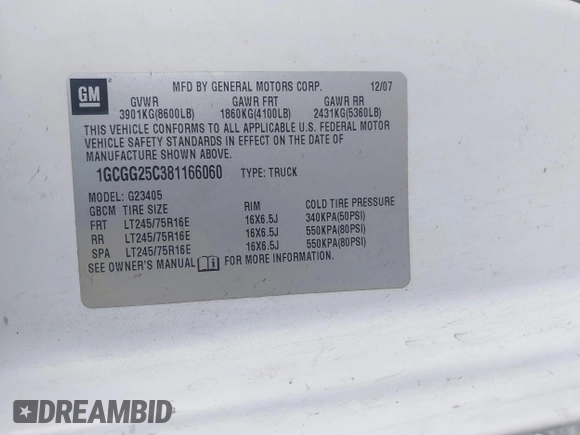 GM
MFD BY GENERAL MOTORS CORP. 12/07
GVWR GAWR FRT GAWR RR
3901KG(8600LB) 1860KG(4100LB) 2431KG(5360LB)
THIS VEHICLE CONFORMS TO ALL APPLICABLE U.S. FEDERAL MOTOR
VEHICLE SAFETY STANDARDS IN EFFECT ON THE DATE OF
MANUFACTURE SHOWN ABOVE.
1GCGG25C381166060 TYPE: TRUCK
MODEL: G23405
GBCM TIRE SIZE RIM COLD TIRE PRESSURE
FRT LT245/75R16E 16X6.5J 340KPA(50PSI)
RR LT245/75R16E 16X6.5J 550KPA(80PSI)
SPA LT245/75R16E 16X6.5J 550KPA(80PSI)
SEE OWNER'S MANUAL FOR MORE INFORMATION.
DREAMBID